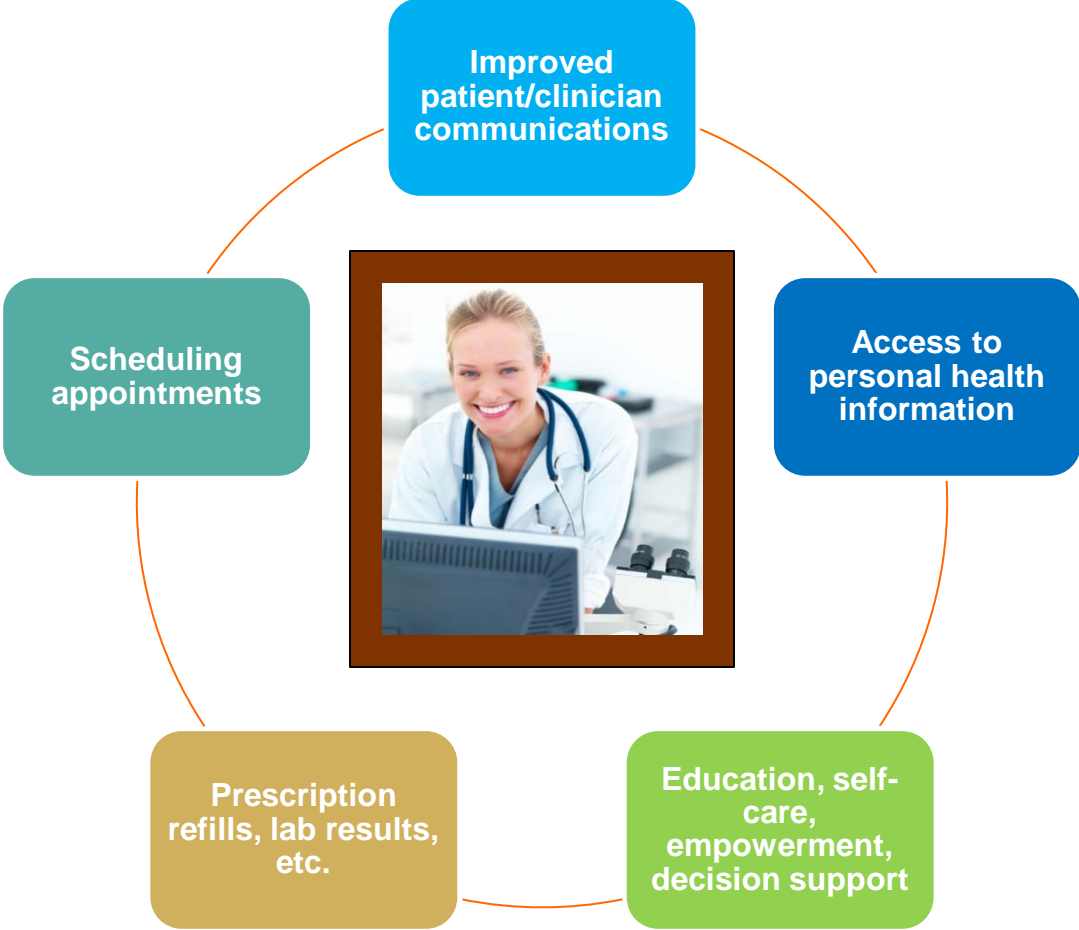 Improved
patient/clinician
communications
Access to
personal health
information
Education, self-
care,
empowerment,
decision support
Prescription
refills, lab results,
etc.
Scheduling
appointments